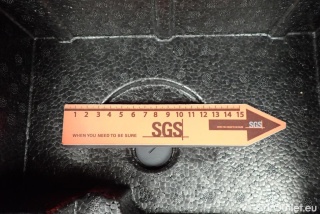 1 2 3 4 5 6 7 8 9 10 11 12 13 14 15
WHEN YOU NEED TO BE SURE
SGS
SGS